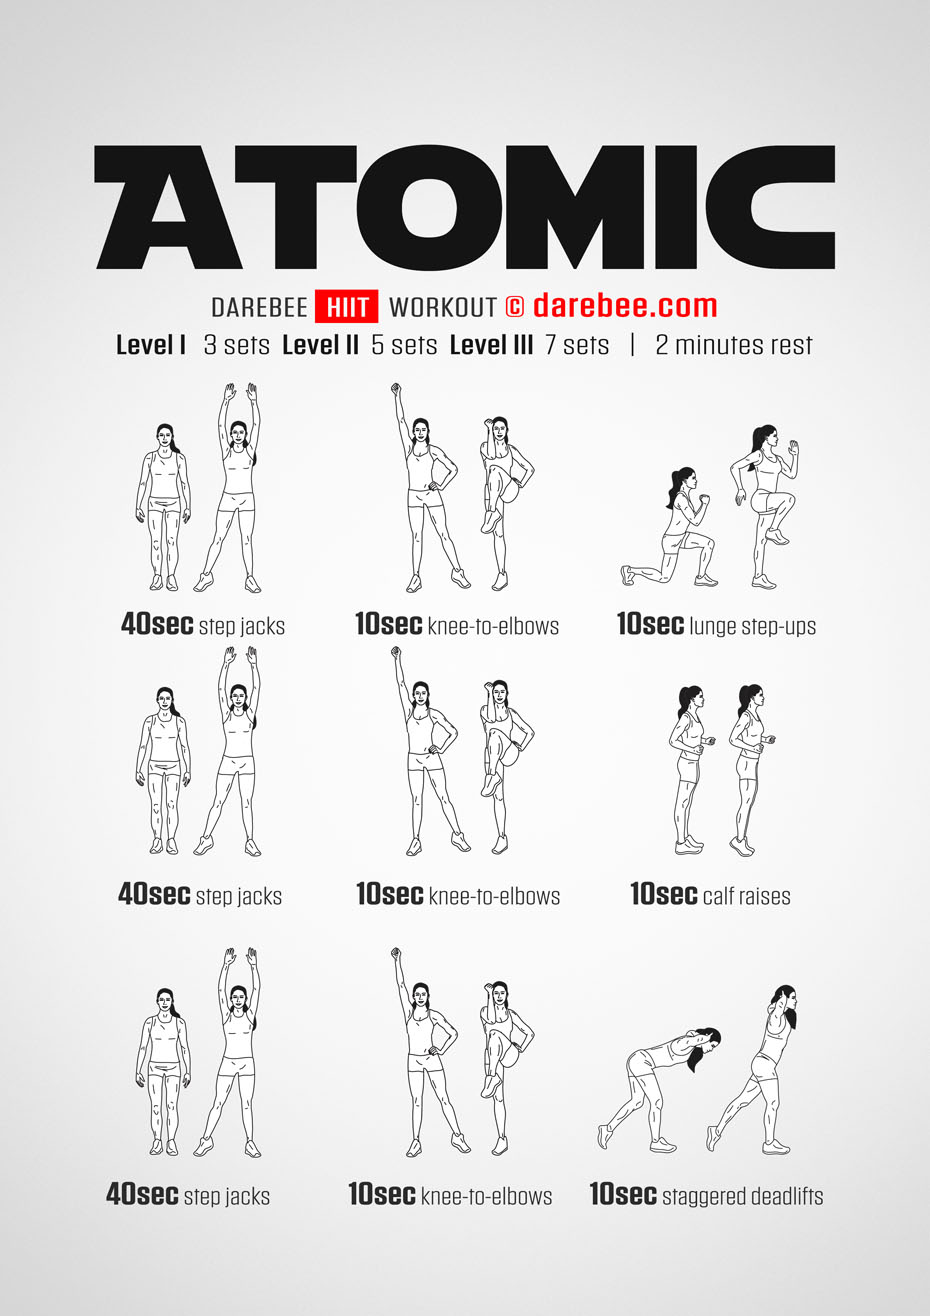 ATOMIC
DAREBEE HIIT WORKOUT © darebee.com
Level I 3 sets Level II 5 sets Level III 7 sets | 2 minutes rest
40sec step jacks
10sec knee-to-elbows
10sec lunge step-ups
40sec step jacks
10sec knee-to-elbows
10sec calf raises
40sec step jacks
10sec knee-to-elbows
10sec staggered deadlifts